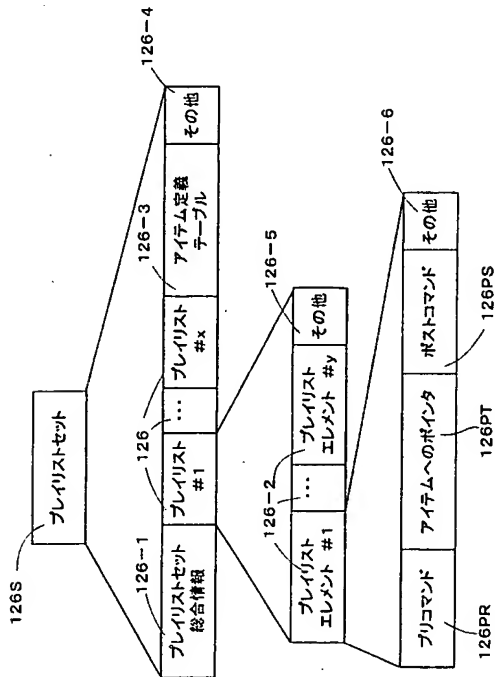 126S
プレイリストセット
126-1
126
126-3
126-4
プレイリストセット
総合情報
プレイリスト
#1
・・・
プレイリスト
#x
アイテム定義
テーブル
その他
126-2
126-5
プレイリスト
エレメント #1
・・・
プレイリスト
エレメント #y
その他
126-6
プリコマンド
アイテムへのポインタ
ポストコマンド
その他
126PR
126PT
126PS